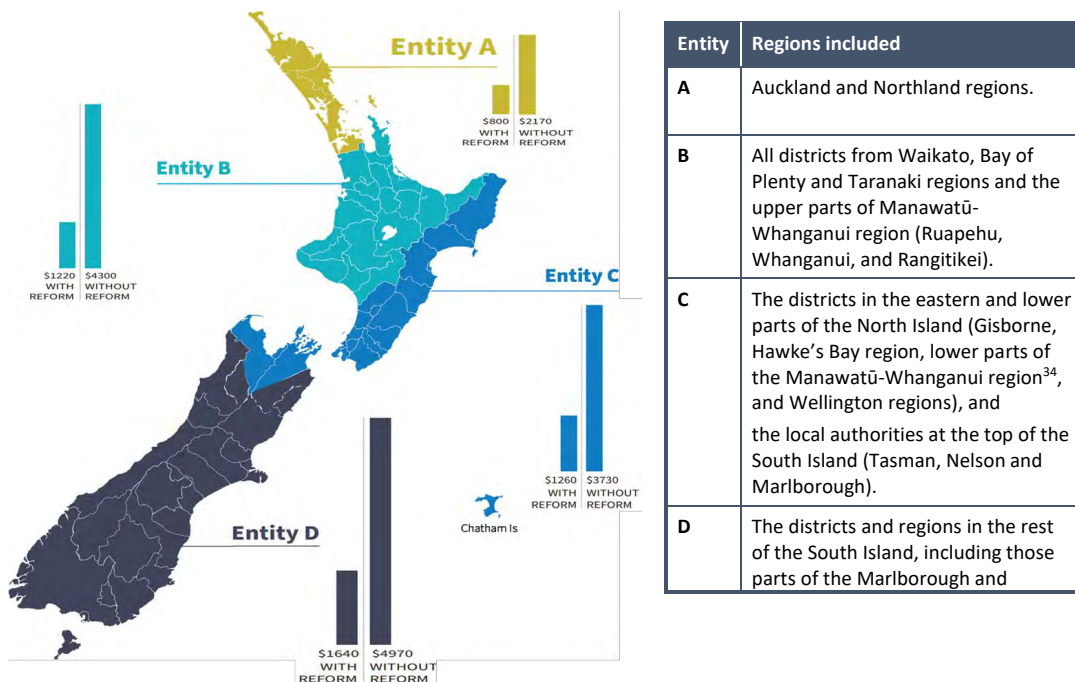 Entity A
$800
WITH
REFORM
$2170
WITHOUT
REFORM
Entity B
$1220
WITH
REFORM
$4300
WITHOUT
REFORM
Entity C
$1260
WITH
REFORM
$3730
WITHOUT
REFORM
Chatham Is
Entity D
$1640
WITH
REFORM
$4970
WITHOUT
REFORM
Entity Regions included
A Auckland and Northland regions.
B All districts from Waikato, Bay of
Plenty and Taranaki regions and the
upper parts of Manawatū-
Whanganui region (Ruapehu,
Whanganui, and Rangitikei).
C The districts in the eastern and lower
parts of the North Island (Gisborne,
Hawke’s Bay region, lower parts of
the Manawatū-Whanganui region34,
and Wellington regions), and
the local authorities at the top of the
South Island (Tasman, Nelson and
Marlborough).
D The districts and regions in the rest
of the South Island, including those
parts of the Marlborough and